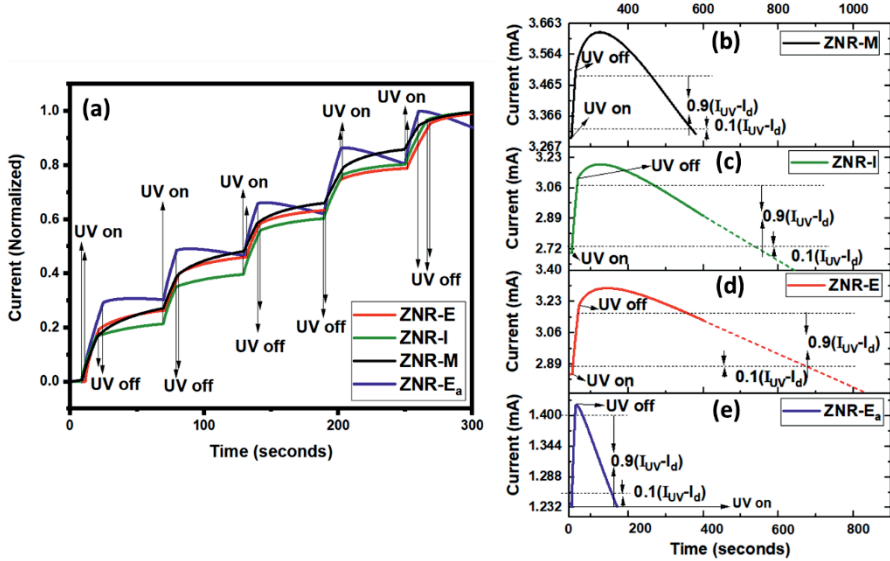 (a)
UV on
UV on
UV on
UV on
UV on
UV off
UV off
UV off
UV off
UV off
ZNR-E
ZNR-I
ZNR-M
ZNR-Ea
Current (Normalized)
1.0
0.8
0.6
0.4
0.2
0.0
0 100 200 300
Time (seconds)
200 400 600 800 1000
(b)
ZNR-M
UV off
UV on
0.9(IUV-Id)
0.1(IUV-Id)
Current (mA)
3.663
3.564
3.465
3.366
3.267
(c)
ZNR-I
UV off
UV on
0.9(IUV-Id)
0.1(IUV-Id)
Current (mA)
3.23
3.06
2.89
2.72
(d)
ZNR-E
UV off
UV on
0.9(IUV-Id)
0.1(IUV-Id)
Current (mA)
3.40
3.23
3.06
2.89
(e)
ZNR-Ea
UV off
0.9(IUV-Id)
0.1(IUV-Id)
UV on
Current (mA)
1.400
1.344
1.288
1.232
0 200 400 600 800
Time (seconds)